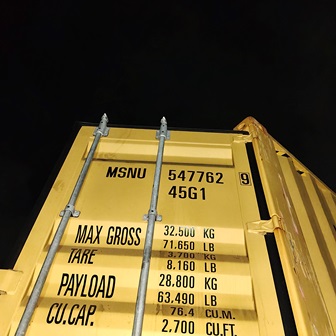 MSNU 547762 9
45G1
MAX GROSS 32,500 KG
71.650 LB
TARE 3,700 KG
8,160 LB
PAYLOAD 28,800 KG
63.490 LB
CU.CAP. 76.4 CU.M.
2,700 CU.FT.